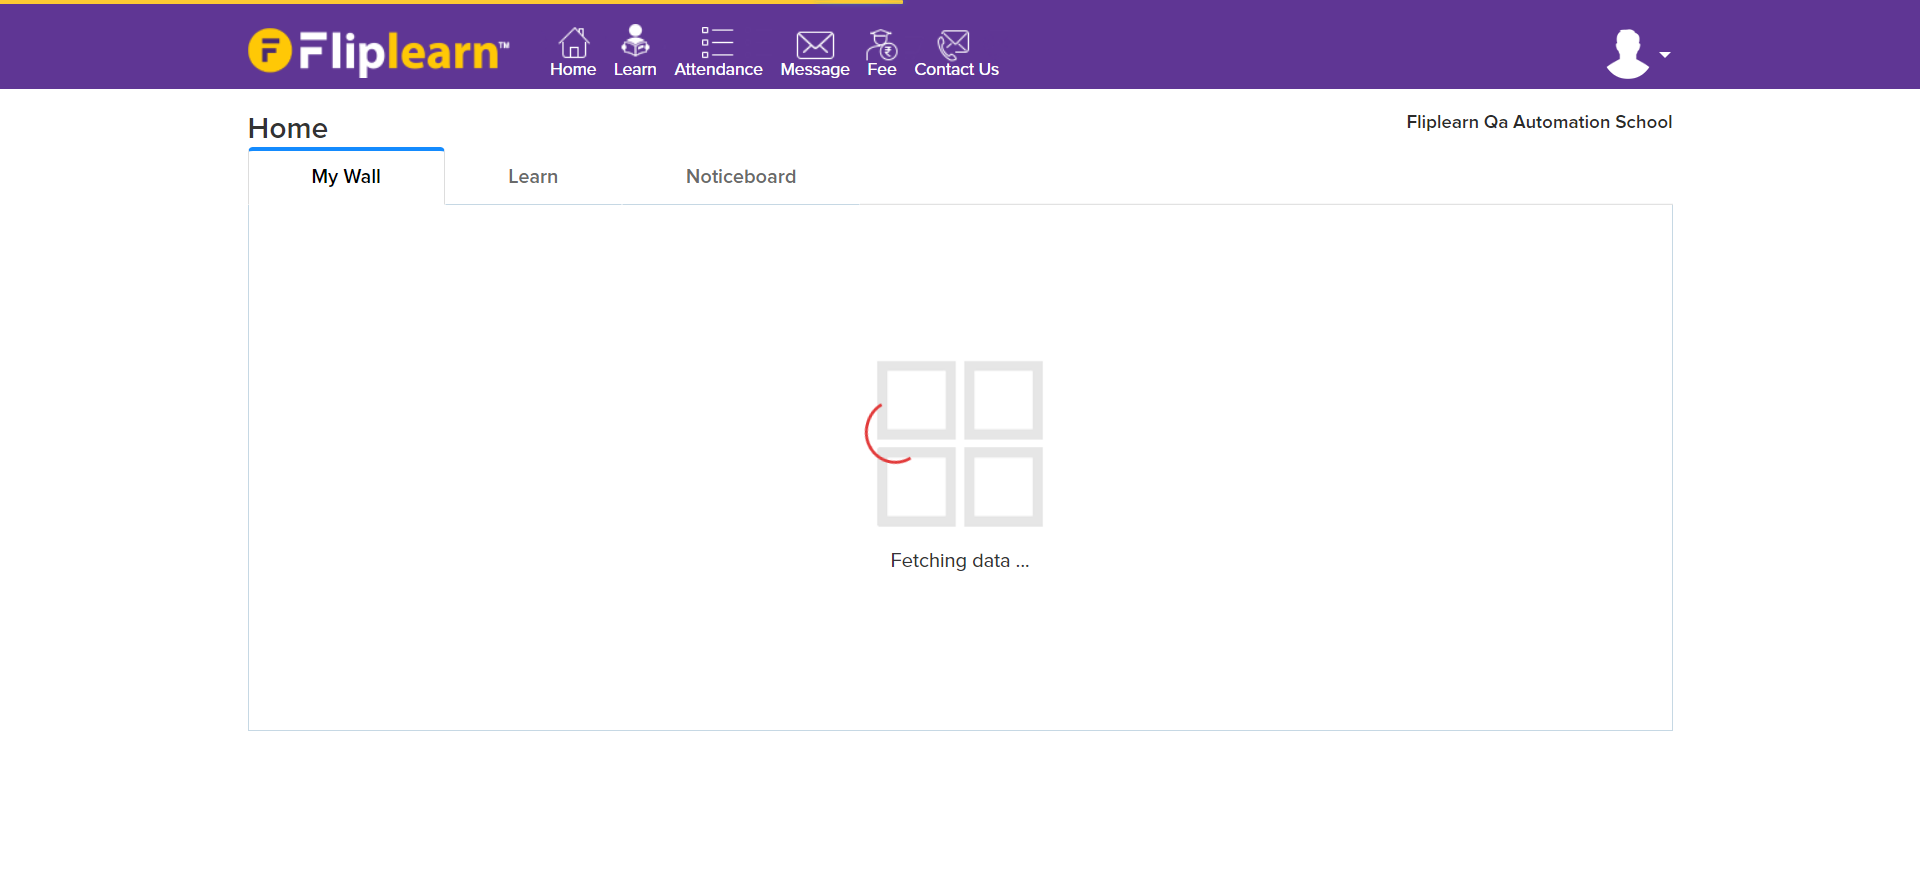 Fliplearn™
Home Learn Attendance Message Fee Contact Us
Home
Fliplearn Qa Automation School
My Wall Learn Noticeboard
Fetching data ...